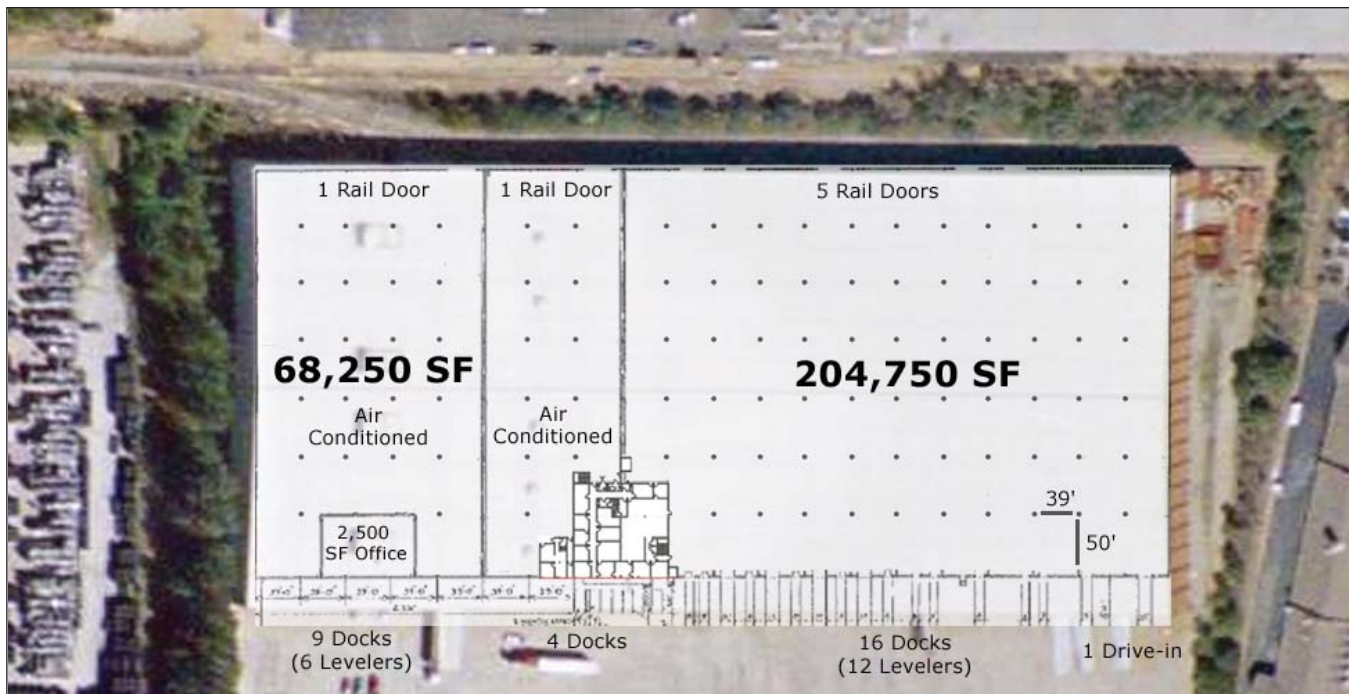 1 Rail Door
1 Rail Door
5 Rail Doors
68,250 SF
204,750 SF
Air
Conditioned
Air
Conditioned
39'
2,500
SF Office
50'
9 Docks
(6 Levelers)
4 Docks
16 Docks
(12 Levelers)
1 Drive-in